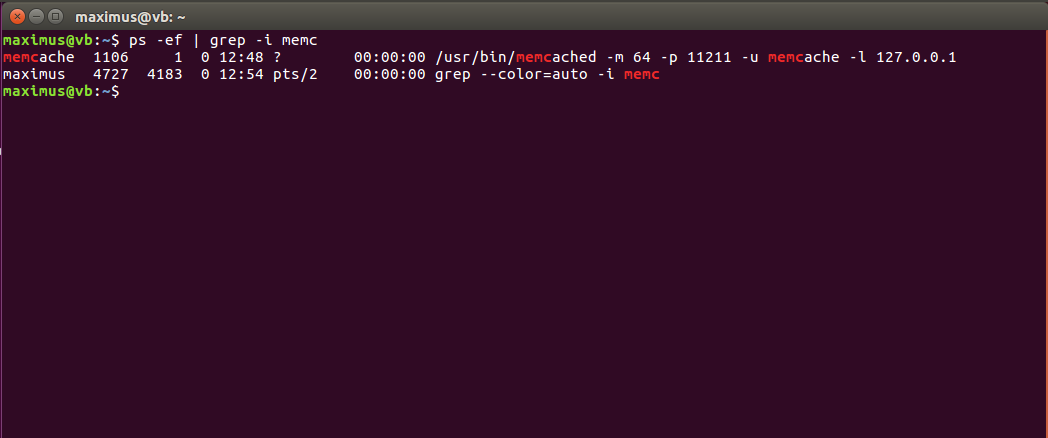 maximus@vb: ~
maximus@vb:~$ ps -ef | grep -i memc
memcache  1106     1  0 12:48 ?        00:00:00 /usr/bin/memcached -m 64 -p 11211 -u memcache -l 127.0.0.1
maximus   4727  4183  0 12:54 pts/2    00:00:00 grep --color=auto -i memc
maximus@vb:~$